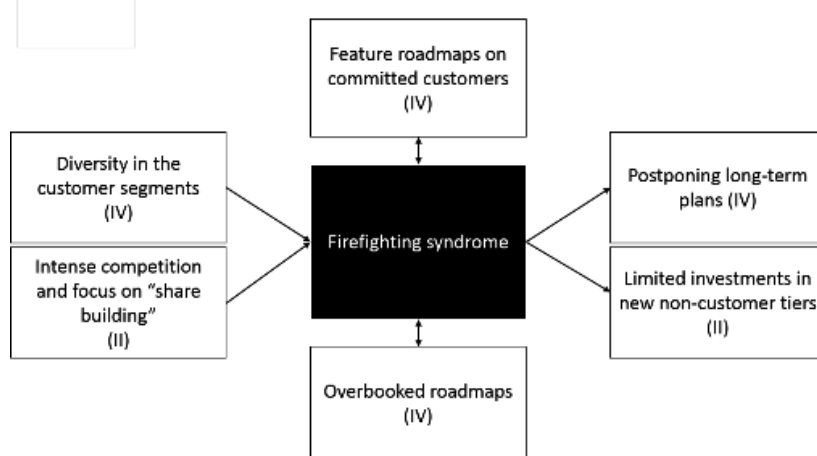 Feature roadmaps on
committed customers
(IV)
Diversity in the
customer segments
(IV)
Intense competition
and focus on “share
building”
(II)
Firefighting syndrome
Postponing long-term
plans (IV)
Limited investments in
new non-customer tiers
(II)
Overbooked roadmaps
(IV)